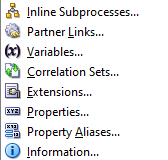 Inline Subprocesses...
Partner Links...
Variables...
Correlation Sets...
Extensions...
Properties...
Property Aliases...
Information...